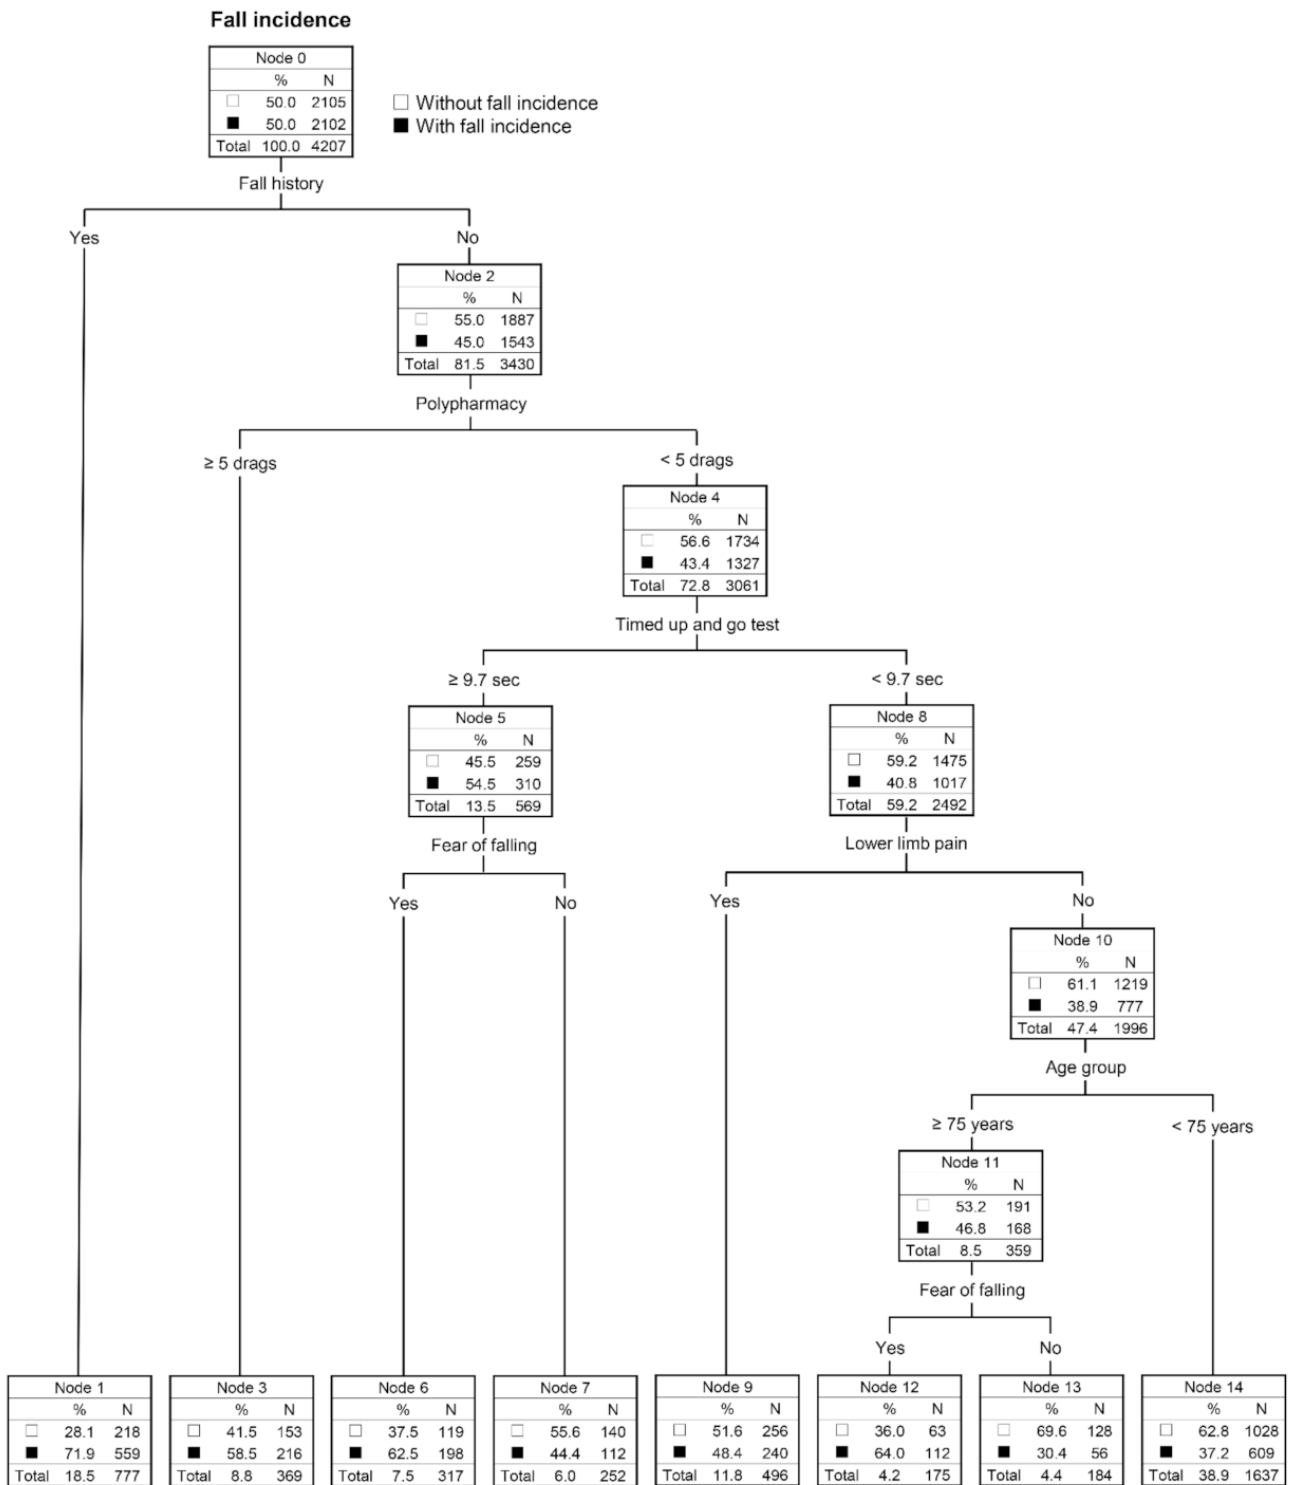 Fall incidence
Node 0
% N
50.0 2105
50.0 2102
Total 100.0 4207
Without fall incidence
With fall incidence
Fall history
Yes
No
Node 2
% N
55.0 1887
45.0 1543
Total 81.5 3430
Polypharmacy
≥ 5 drags
< 5 drags
Node 4
% N
56.6 1734
43.4 1327
Total 72.8 3061
Timed up and go test
≥ 9.7 sec
< 9.7 sec
Node 5
% N
45.5 259
54.5 310
Total 13.5 569
Node 8
% N
59.2 1475
40.8 1017
Total 59.2 2492
Fear of falling
Lower limb pain
Yes
No
Yes
No
Node 10
% N
61.1 1219
38.9 777
Total 47.4 1996
Age group
≥ 75 years
< 75 years
Node 11
% N
53.2 191
46.8 168
Total 8.5 359
Fear of falling
Yes
No
Node 1
% N
28.1 218
71.9 559
Total 18.5 777
Node 3
% N
41.5 153
58.5 216
Total 8.8 369
Node 6
% N
37.5 119
62.5 198
Total 7.5 317
Node 7
% N
55.6 140
44.4 112
Total 6.0 252
Node 9
% N
51.6 256
48.4 240
Total 11.8 496
Node 12
% N
36.0 63
64.0 112
Total 4.2 175
Node 13
% N
69.6 128
30.4 56
Total 4.4 184
Node 14
% N
62.8 1028
37.2 609
Total 38.9 1637